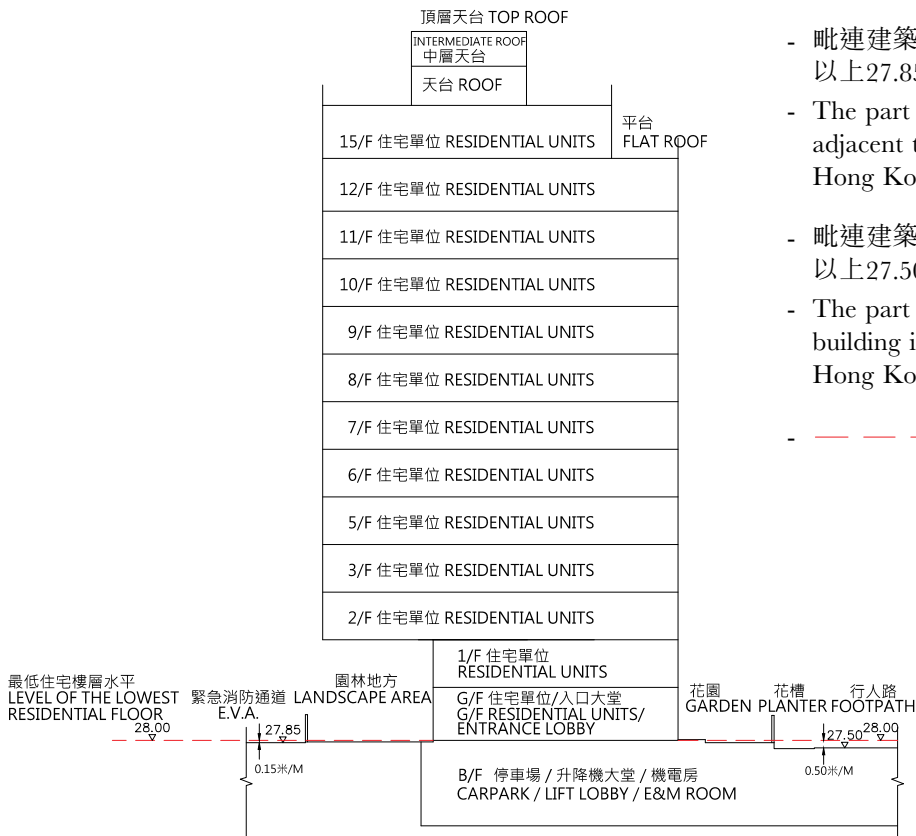 頂層天台 TOP ROOF
INTERMEDIATE ROOF
中層天台
天台 ROOF
平台
FLAT ROOF
15/F 住宅單位 RESIDENTIAL UNITS
12/F 住宅單位 RESIDENTIAL UNITS
11/F 住宅單位 RESIDENTIAL UNITS
10/F 住宅單位 RESIDENTIAL UNITS
9/F 住宅單位 RESIDENTIAL UNITS
8/F 住宅單位 RESIDENTIAL UNITS
7/F 住宅單位 RESIDENTIAL UNITS
6/F 住宅單位 RESIDENTIAL UNITS
5/F 住宅單位 RESIDENTIAL UNITS
3/F 住宅單位 RESIDENTIAL UNITS
2/F 住宅單位 RESIDENTIAL UNITS
1/F 住宅單位
RESIDENTIAL UNITS
G/F 住宅單位/入口大堂
G/F RESIDENTIAL UNITS/
ENTRANCE LOBBY
B/F 停車場 / 升降機大堂 / 機電房
CARPARK / LIFT LOBBY / E&M ROOM
最低住宅樓層水平
LEVEL OF THE LOWEST
RESIDENTIAL FLOOR
28.00
緊急消防通道
E.V.A.
27.85
0.15米/M
園林地方
LANDSCAPE AREA
花園
GARDEN
花槽
PLANTER
行人路
FOOTPATH
27.50
28.00
0.50米/M
- 毗連建築
以上27.85
- The part
adjacent
Hong Ko
- 毗連建築
以上27.50
- The part
building
Hong Ko
-